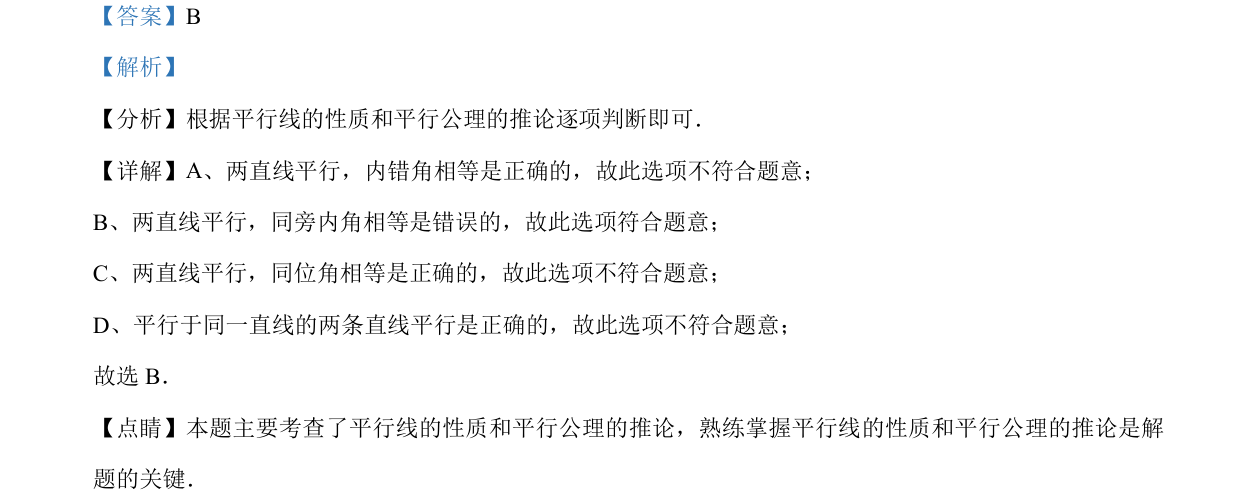 【答案】B
【解析】
【分析】根据平行线的性质和平行公理的推论逐项判断即可．
【详解】A、两直线平行，内错角相等是正确的，故此选项不符合题意；
B、两直线平行，同旁内角相等是错误的，故此选项符合题意；
C、两直线平行，同位角相等是正确的，故此选项不符合题意；
D、平行于同一直线的两条直线平行是正确的，故此选项不符合题意；
故选 B．
【点睛】本题主要考查了平行线的性质和平行公理的推论，熟练掌握平行线的性质和平行公理的推论是解
题的关键．